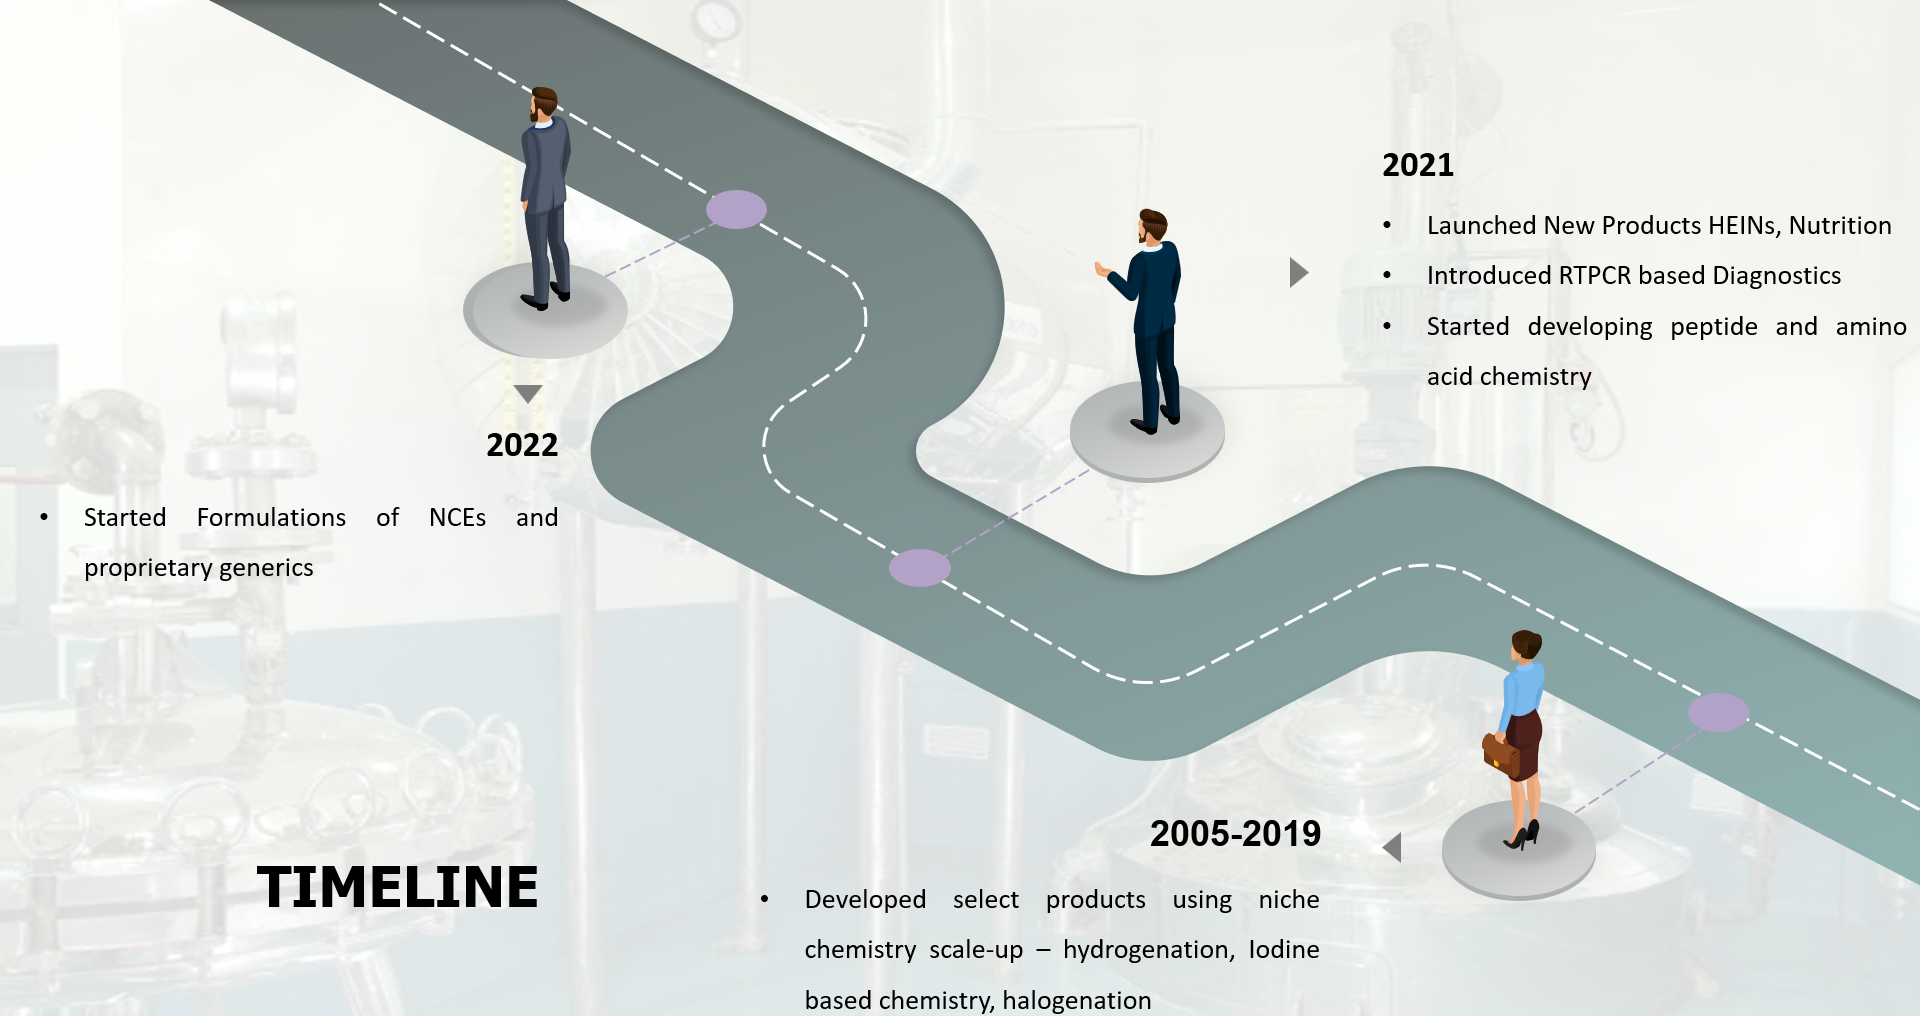 2021
• Launched New Products HEINs, Nutrition
• Introduced RTPCR based Diagnostics
• Started developing peptide and amino
acid chemistry
2022
• Started Formulations of NCEs and
proprietary generics
2005-2019
• Developed select products using niche
chemistry scale-up – hydrogenation, Iodine
based chemistry, halogenation
TIMELINE